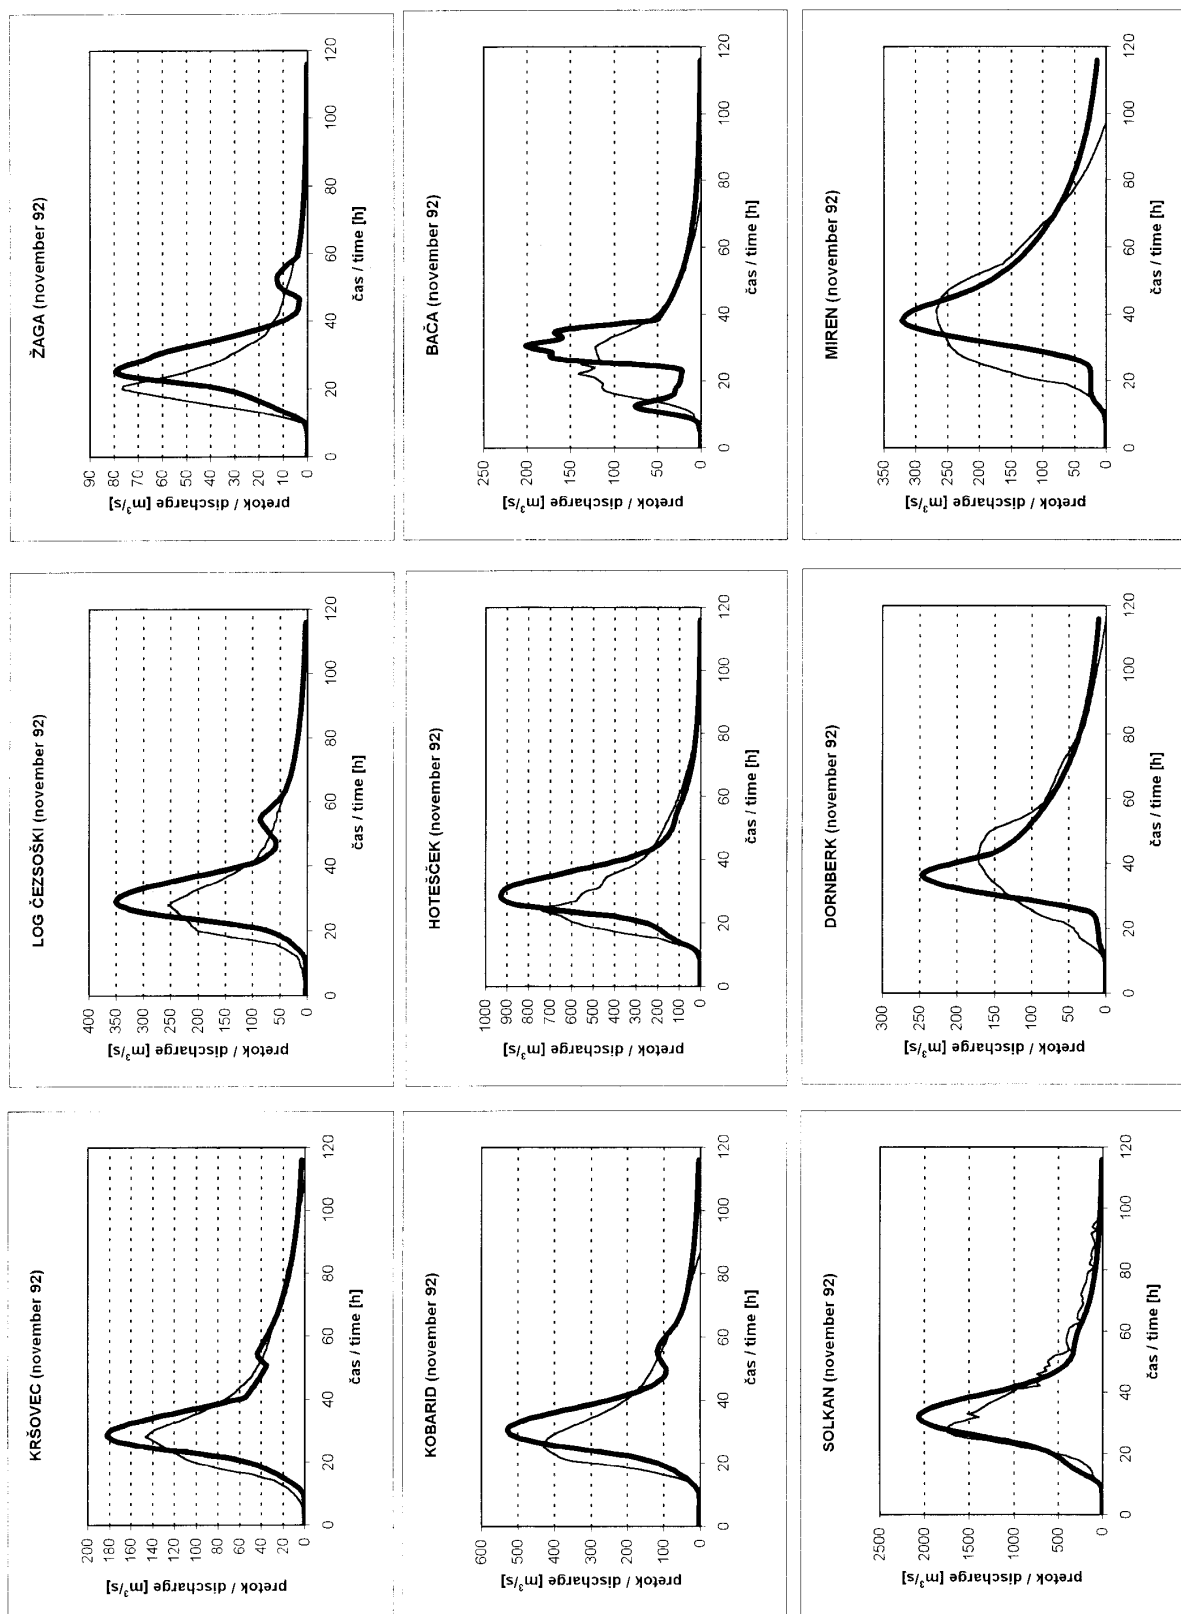 KRŠOVEC (november 92)
pretok / discharge [m³/s]
200
180
160
140
120
100
80
60
40
20
0
0 20 40 60 80 100 120
čas / time [h]
LOG ČEZSOŠKI (november 92)
pretok / discharge [m³/s]
400
350
300
250
200
150
100
50
0
0 20 40 60 80 100 120
čas / time [h]
ŽAGA (november 92)
pretok / discharge [m³/s]
90
80
70
60
50
40
30
20
10
0
0 20 40 60 80 100 120
čas / time [h]
KOBARID (november 92)
pretok / discharge [m³/s]
600
500
400
300
200
100
0
0 20 40 60 80 100 120
čas / time [h]
HOTEŠČEK (november 92)
pretok / discharge [m³/s]
1000
900
800
700
600
500
400
300
200
100
0
0 20 40 60 80 100 120
čas / time [h]
BAČA (november 92)
pretok / discharge [m³/s]
250
200
150
100
50
0
0 20 40 60 80 100 120
čas / time [h]
SOLKAN (november 92)
pretok / discharge [m³/s]
2500
2000
1500
1000
500
0
0 20 40 60 80 100 120
čas / time [h]
DORNBERK (november 92)
pretok / discharge [m³/s]
300
250
200
150
100
50
0
0 20 40 60 80 100 120
čas / time [h]
MIREN (november 92)
pretok / discharge [m³/s]
350
300
250
200
150
100
50
0
0 20 40 60 80 100 120
čas / time [h]